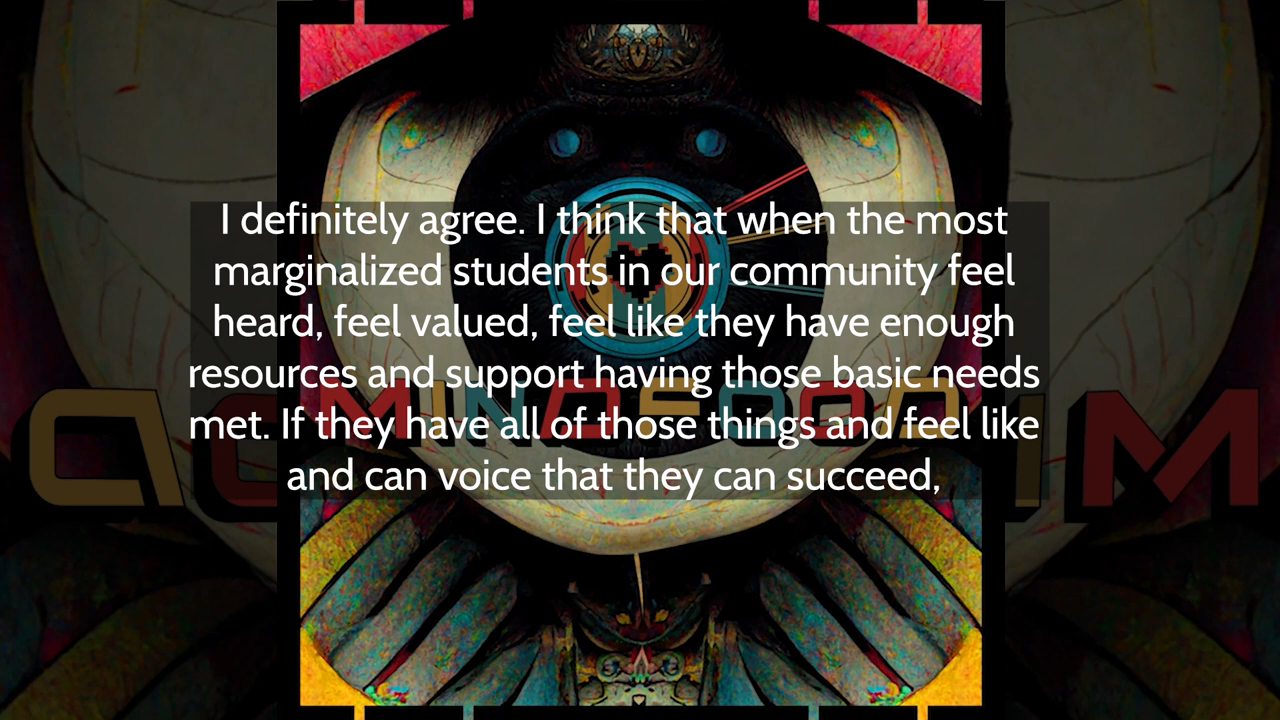 I definitely agree. I think that when the most
marginalized students in our community feel
heard, feel valued, feel like they have enough
resources and support having those basic needs
met. If they have all of those things and feel like
and can voice that they can succeed,